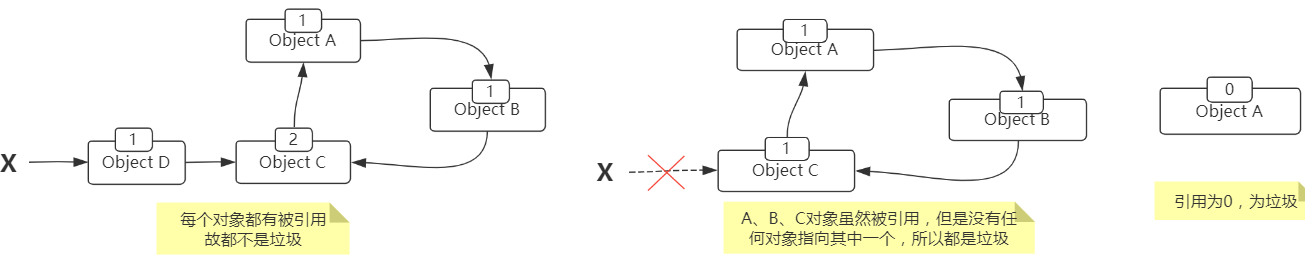 1
Object A
1
Object B
1
Object D
2
Object C
X
每个对象都有被引用
故都不是垃圾
1
Object A
1
Object B
1
Object C
X
A、B、C对象虽然被引用，但是没有任
何对象指向其中一个，所以都是垃圾
0
Object A
引用为0，为垃圾